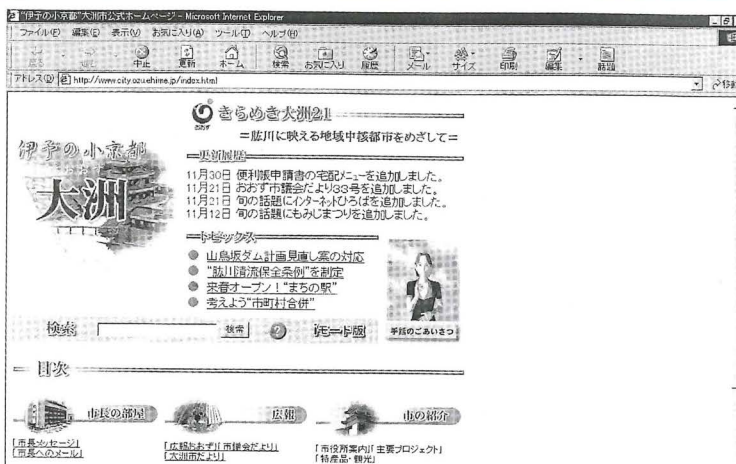 "伊予の小京都"大洲市公式ホームページ - Microsoft Internet Explorer
ファイル(F) 編集(E) 表示(V) お気に入り(A) ツール(T) ヘルプ(H)
戻る 進む 中止 更新 ホーム 検索 お気に入り 履歴 メール サイズ 印刷 編集 話題
アドレス(D) http://www.city.ozu.ehime.jp/index.html 移動
きらめき大洲21
=肱川に映える地域中核都市をめざして=
伊予の小京都
大洲
更新履歴
11月30日 便利帳申請書の宅配メニューを追加しました。
11月21日 おおず市議会だより33号を追加しました。
11月21日 旬の話題にインターネットひろばを追加しました。
11月12日 旬の話題にもみじまつりを追加しました。
トピックス
山鳥坂ダム計画見直し案の対応
"肱川清流保全条例"を制定
来春オープン!"まちの駅"
考えよう"市町村合併"
手話のごあいさつ
検索 検索 ? iモード版
目次
市長の部屋 広報 市の紹介
「市長メッセージ」
「市長へのメール」
「広報おおず」「市議会だより」
「大洲市だより」
「市役所案内」「主要プロジェクト」
「特産品・観光」